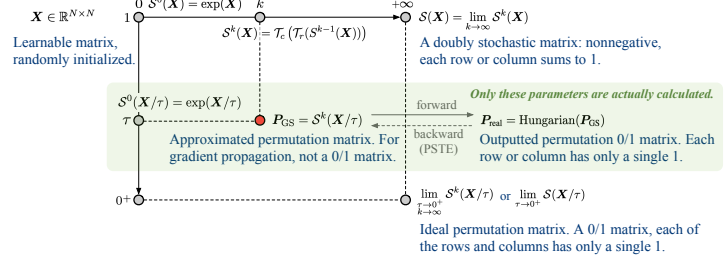 0 S⁰(X) = exp(X) k +∞
X ∈ ℝ^{N×N} 1 S(X) = lim_{k→∞} S^k(X)
Learnable matrix,
randomly initialized.
S^k(X) = T_c (T_r(S^{k−1}(X)))
A doubly stochastic matrix: nonnegative,
each row or column sums to 1.
Only these parameters are actually calculated.
S⁰(X/τ) = exp(X/τ)
forward
τ P_GS = S^k(X/τ) P_real = Hungarian(P_GS)
backward
(PSTE)
Approximated permutation matrix. For
gradient propagation, not a 0/1 matrix.
Outputted permutation 0/1 matrix. Each
row or column has only a single 1.
0⁺ lim_{τ→0⁺ k→∞} S^k(X/τ) or lim_{τ→0⁺} S(X/τ)
Ideal permutation matrix. A 0/1 matrix, each of
the rows and columns has only a single 1.